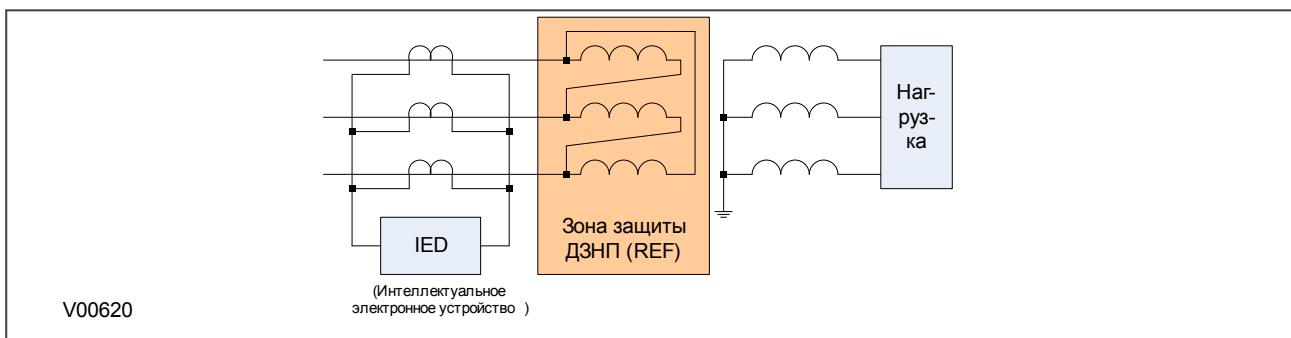 Наг-
руз-
ка
Зона защиты
ДЗНП (REF)
IED
(Интеллектуальное
электронное устройство )
V00620